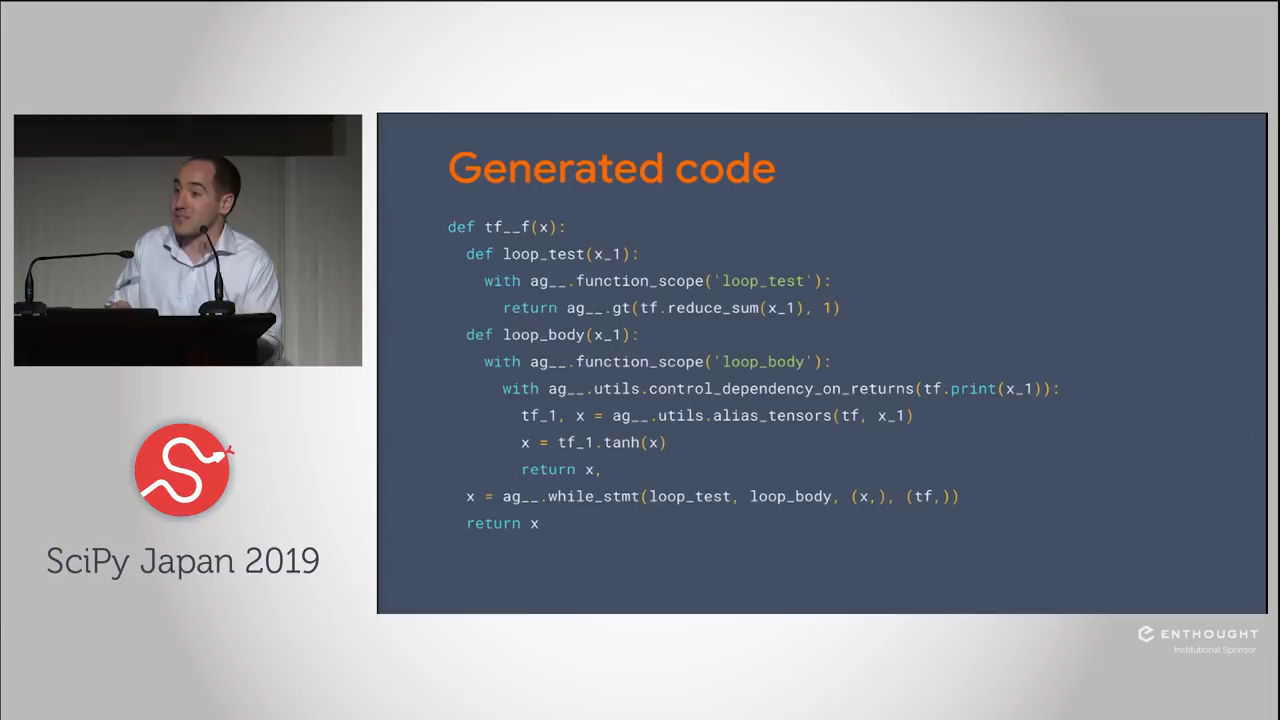 Generated code
def tf__f(x):
  def loop_test(x_1):
    with ag__.function_scope('loop_test'):
      return ag__.gt(tf.reduce_sum(x_1), 1)
  def loop_body(x_1):
    with ag__.function_scope('loop_body'):
      with ag__.utils.control_dependency_on_returns(tf.print(x_1)):
        tf_1, x = ag__.utils.alias_tensors(tf, x_1)
        x = tf_1.tanh(x)
        return x,
  x = ag__.while_stmt(loop_test, loop_body, (x,), (tf,))
  return x
SciPy Japan 2019
ENTHOUGHT
Institutional Sponsor